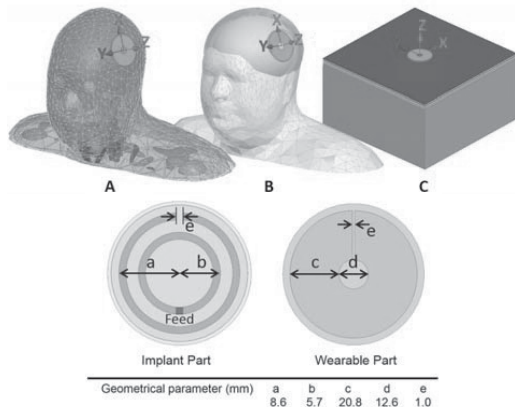 X
Y Z
X
Y Z
Z
X
A B C
e
a b
Feed
e
c d
Implant Part Wearable Part
Geometrical parameter (mm) a b c d e
8.6 5.7 20.8 12.6 1.0